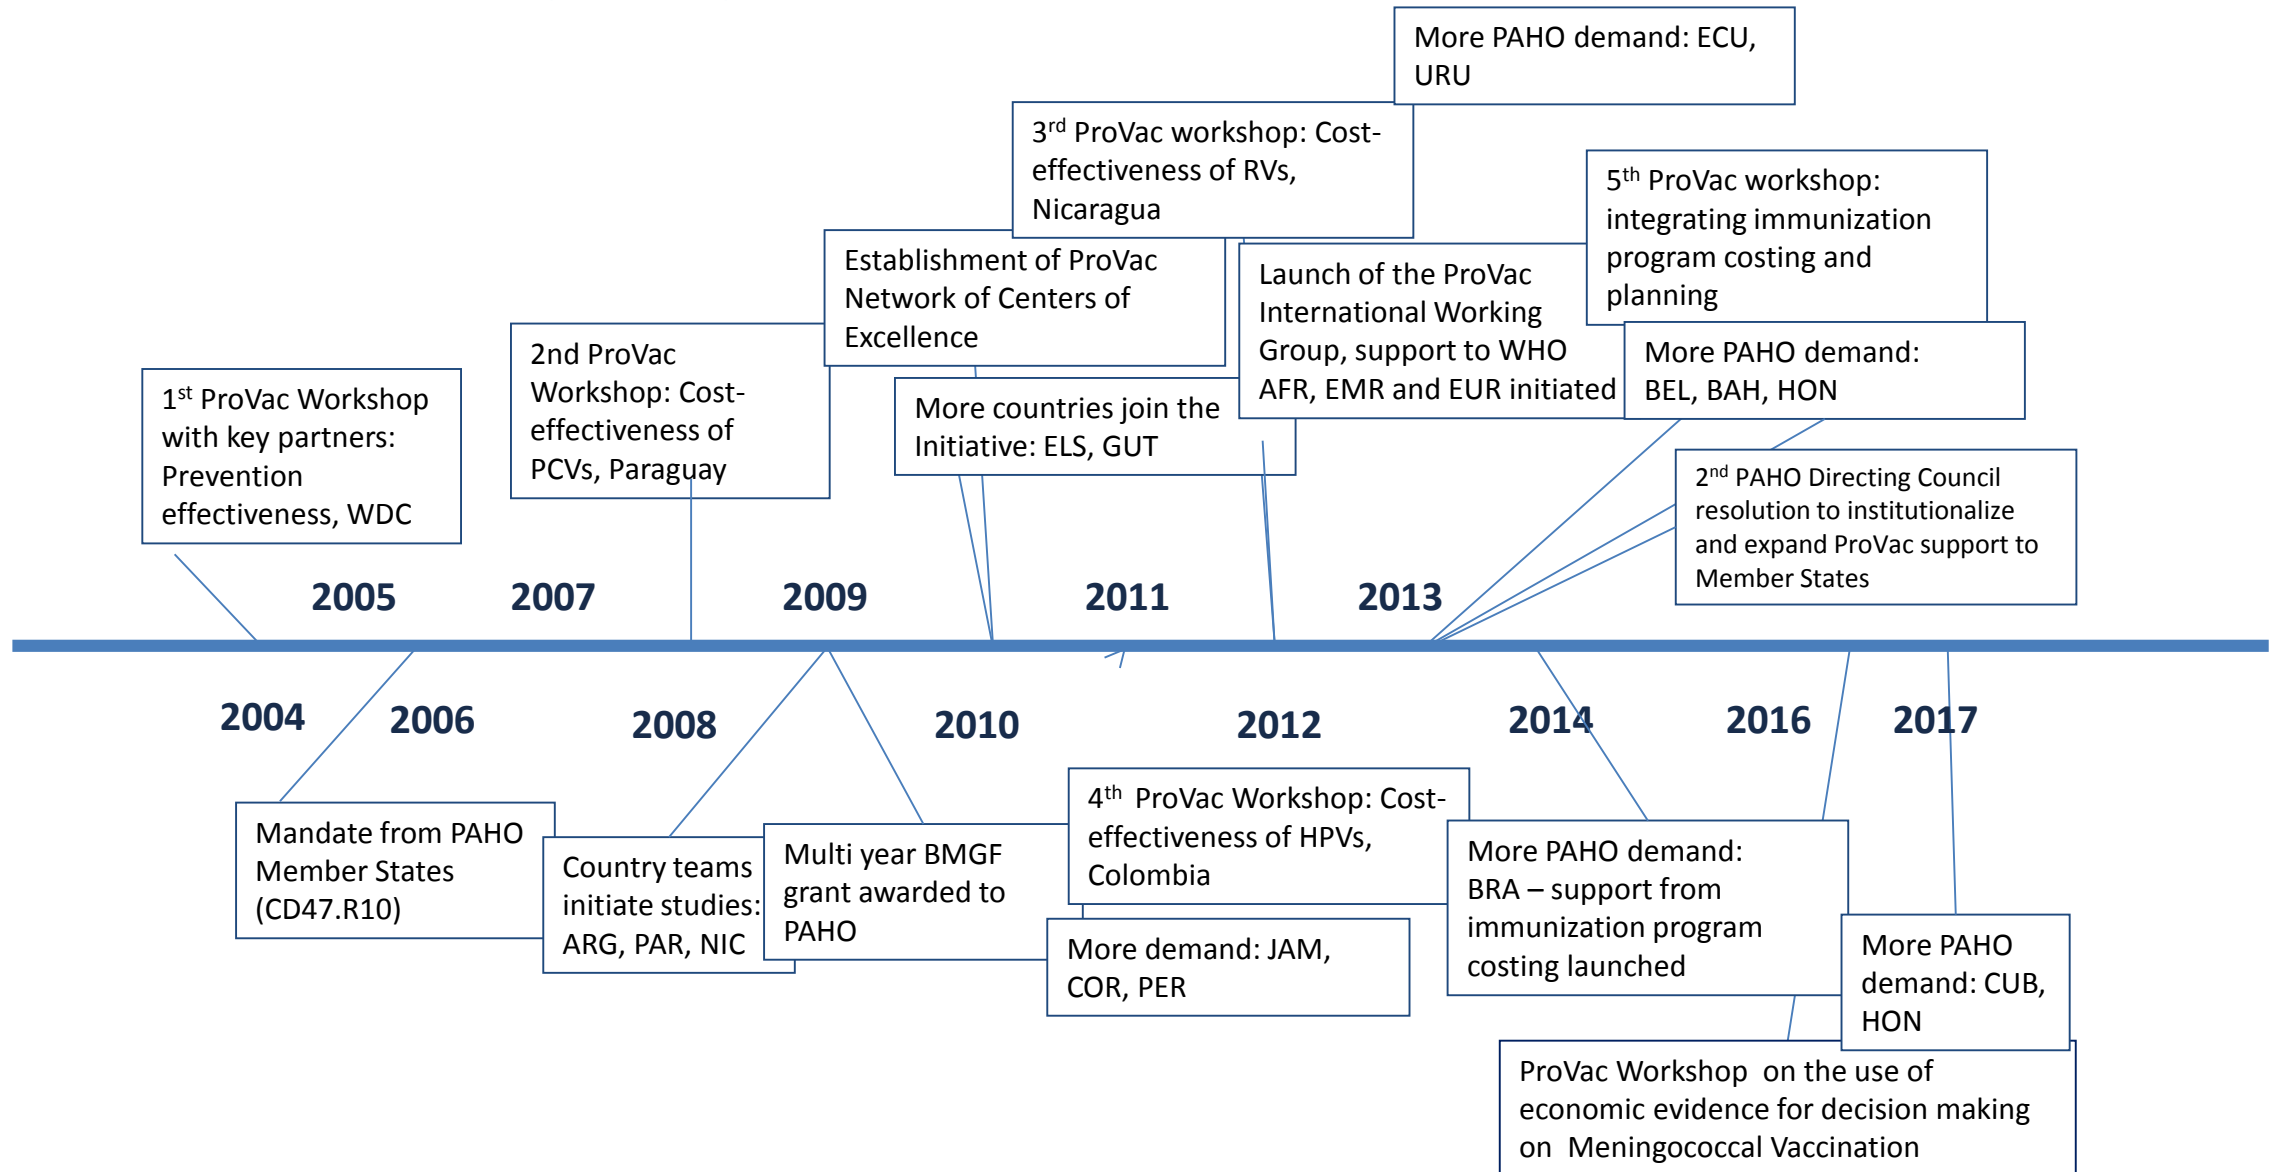 More PAHO demand: ECU,
URU
3rd ProVac workshop: Cost-
effectiveness of RVs,
Nicaragua
5th ProVac workshop:
integrating immunization
program costing and
planning
Establishment of ProVac
Network of Centers of
Excellence
Launch of the ProVac
International Working
Group, support to WHO
AFR, EMR and EUR initiated
2nd ProVac
Workshop: Cost-
effectiveness of
PCVs, Paraguay
More PAHO demand:
BEL, BAH, HON
1st ProVac Workshop
with key partners:
Prevention
effectiveness, WDC
More countries join the
Initiative: ELS, GUT
2nd PAHO Directing Council
resolution to institutionalize
and expand ProVac support to
Member States
2005
2007
2009
2011
2013
2004
2006
2008
2010
2012
2014
2016
2017
Mandate from PAHO
Member States
(CD47.R10)
Country teams
initiate studies:
ARG, PAR, NIC
Multi year BMGF
grant awarded to
PAHO
4th ProVac Workshop: Cost-
effectiveness of HPVs,
Colombia
More demand: JAM,
COR, PER
More PAHO demand:
BRA – support from
immunization program
costing launched
More PAHO
demand: CUB,
HON
ProVac Workshop on the use of
economic evidence for decision making
on Meningococcal Vaccination